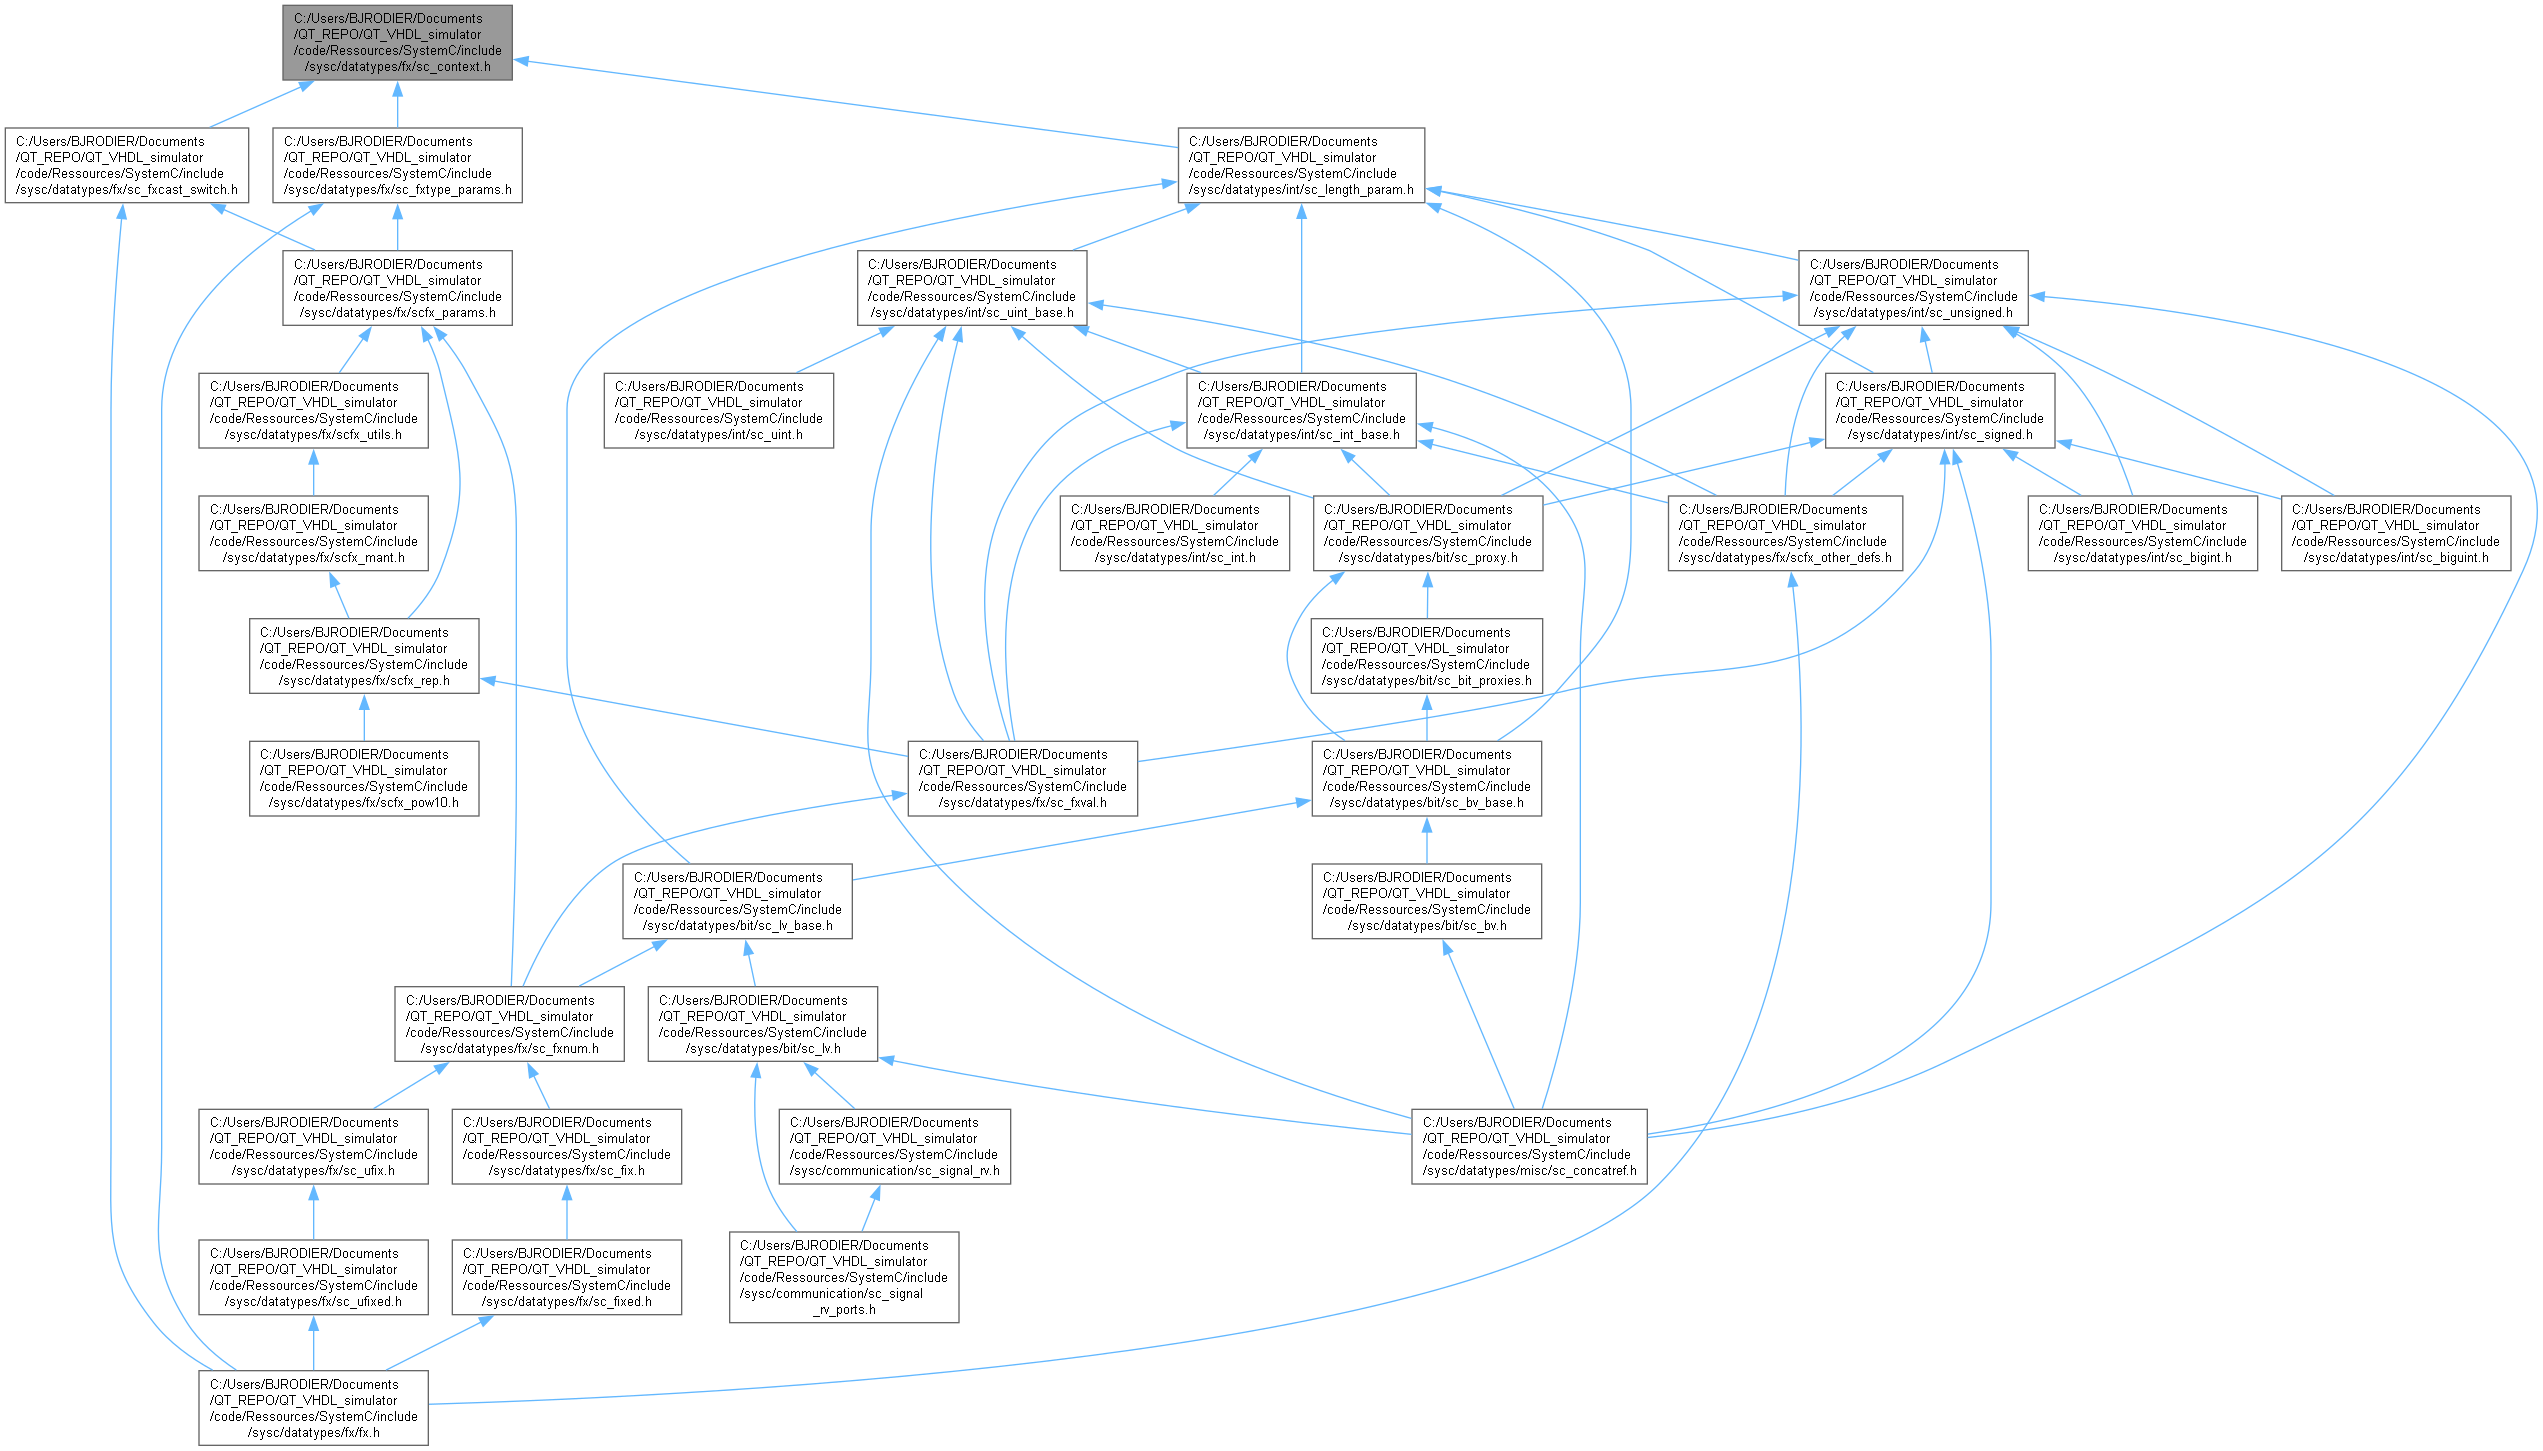 C:/Users/BJRODIER/Documents
/QT_REPO/QT_VHDL_simulator
/code/Ressources/SystemC/include
/sysc/datatypes/fx/sc_context.h
C:/Users/BJRODIER/Documents
/QT_REPO/QT_VHDL_simulator
/code/Ressources/SystemC/include
/sysc/datatypes/fx/sc_fxcast_switch.h
C:/Users/BJRODIER/Documents
/QT_REPO/QT_VHDL_simulator
/code/Ressources/SystemC/include
/sysc/datatypes/fx/sc_fxtype_params.h
C:/Users/BJRODIER/Documents
/QT_REPO/QT_VHDL_simulator
/code/Ressources/SystemC/include
/sysc/datatypes/int/sc_length_param.h
C:/Users/BJRODIER/Documents
/QT_REPO/QT_VHDL_simulator
/code/Ressources/SystemC/include
/sysc/datatypes/fx/scfx_params.h
C:/Users/BJRODIER/Documents
/QT_REPO/QT_VHDL_simulator
/code/Ressources/SystemC/include
/sysc/datatypes/int/sc_uint_base.h
C:/Users/BJRODIER/Documents
/QT_REPO/QT_VHDL_simulator
/code/Ressources/SystemC/include
/sysc/datatypes/int/sc_unsigned.h
C:/Users/BJRODIER/Documents
/QT_REPO/QT_VHDL_simulator
/code/Ressources/SystemC/include
/sysc/datatypes/fx/scfx_utils.h
C:/Users/BJRODIER/Documents
/QT_REPO/QT_VHDL_simulator
/code/Ressources/SystemC/include
/sysc/datatypes/int/sc_uint.h
C:/Users/BJRODIER/Documents
/QT_REPO/QT_VHDL_simulator
/code/Ressources/SystemC/include
/sysc/datatypes/int/sc_int_base.h
C:/Users/BJRODIER/Documents
/QT_REPO/QT_VHDL_simulator
/code/Ressources/SystemC/include
/sysc/datatypes/int/sc_signed.h
C:/Users/BJRODIER/Documents
/QT_REPO/QT_VHDL_simulator
/code/Ressources/SystemC/include
/sysc/datatypes/fx/scfx_mant.h
C:/Users/BJRODIER/Documents
/QT_REPO/QT_VHDL_simulator
/code/Ressources/SystemC/include
/sysc/datatypes/int/sc_int.h
C:/Users/BJRODIER/Documents
/QT_REPO/QT_VHDL_simulator
/code/Ressources/SystemC/include
/sysc/datatypes/bit/sc_proxy.h
C:/Users/BJRODIER/Documents
/QT_REPO/QT_VHDL_simulator
/code/Ressources/SystemC/include
/sysc/datatypes/fx/scfx_other_defs.h
C:/Users/BJRODIER/Documents
/QT_REPO/QT_VHDL_simulator
/code/Ressources/SystemC/include
/sysc/datatypes/int/sc_bigint.h
C:/Users/BJRODIER/Documents
/QT_REPO/QT_VHDL_simulator
/code/Ressources/SystemC/include
/sysc/datatypes/int/sc_biguint.h
C:/Users/BJRODIER/Documents
/QT_REPO/QT_VHDL_simulator
/code/Ressources/SystemC/include
/sysc/datatypes/fx/scfx_rep.h
C:/Users/BJRODIER/Documents
/QT_REPO/QT_VHDL_simulator
/code/Ressources/SystemC/include
/sysc/datatypes/bit/sc_bit_proxies.h
C:/Users/BJRODIER/Documents
/QT_REPO/QT_VHDL_simulator
/code/Ressources/SystemC/include
/sysc/datatypes/fx/scfx_pow10.h
C:/Users/BJRODIER/Documents
/QT_REPO/QT_VHDL_simulator
/code/Ressources/SystemC/include
/sysc/datatypes/fx/sc_fxval.h
C:/Users/BJRODIER/Documents
/QT_REPO/QT_VHDL_simulator
/code/Ressources/SystemC/include
/sysc/datatypes/bit/sc_bv_base.h
C:/Users/BJRODIER/Documents
/QT_REPO/QT_VHDL_simulator
/code/Ressources/SystemC/include
/sysc/datatypes/bit/sc_lv_base.h
C:/Users/BJRODIER/Documents
/QT_REPO/QT_VHDL_simulator
/code/Ressources/SystemC/include
/sysc/datatypes/bit/sc_bv.h
C:/Users/BJRODIER/Documents
/QT_REPO/QT_VHDL_simulator
/code/Ressources/SystemC/include
/sysc/datatypes/fx/sc_fxnum.h
C:/Users/BJRODIER/Documents
/QT_REPO/QT_VHDL_simulator
/code/Ressources/SystemC/include
/sysc/datatypes/bit/sc_lv.h
C:/Users/BJRODIER/Documents
/QT_REPO/QT_VHDL_simulator
/code/Ressources/SystemC/include
/sysc/datatypes/fx/sc_ufix.h
C:/Users/BJRODIER/Documents
/QT_REPO/QT_VHDL_simulator
/code/Ressources/SystemC/include
/sysc/datatypes/fx/sc_fix.h
C:/Users/BJRODIER/Documents
/QT_REPO/QT_VHDL_simulator
/code/Ressources/SystemC/include
/sysc/communication/sc_signal_rv.h
C:/Users/BJRODIER/Documents
/QT_REPO/QT_VHDL_simulator
/code/Ressources/SystemC/include
/sysc/datatypes/misc/sc_concatref.h
C:/Users/BJRODIER/Documents
/QT_REPO/QT_VHDL_simulator
/code/Ressources/SystemC/include
/sysc/datatypes/fx/sc_ufixed.h
C:/Users/BJRODIER/Documents
/QT_REPO/QT_VHDL_simulator
/code/Ressources/SystemC/include
/sysc/datatypes/fx/sc_fixed.h
C:/Users/BJRODIER/Documents
/QT_REPO/QT_VHDL_simulator
/code/Ressources/SystemC/include
/sysc/communication/sc_signal
_rv_ports.h
C:/Users/BJRODIER/Documents
/QT_REPO/QT_VHDL_simulator
/code/Ressources/SystemC/include
/sysc/datatypes/fx/fx.h